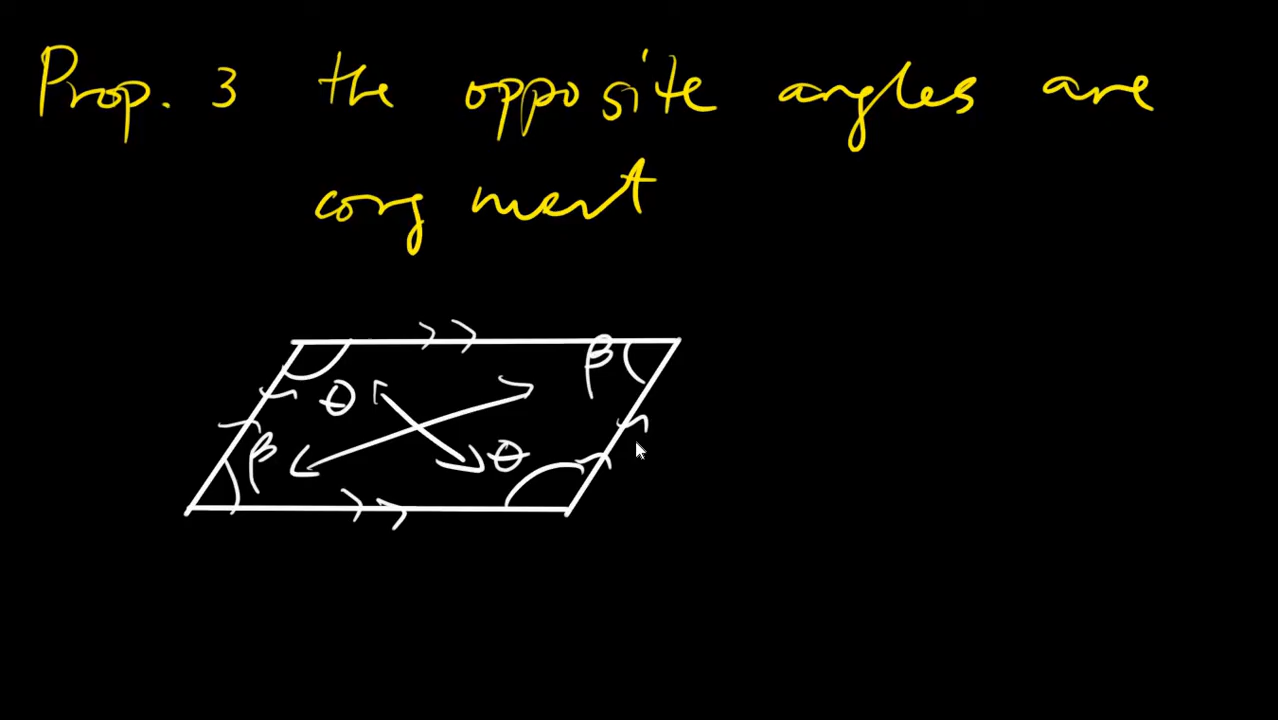 Prop. 3 the opposite angles are
congruent
β
θ
β
θ